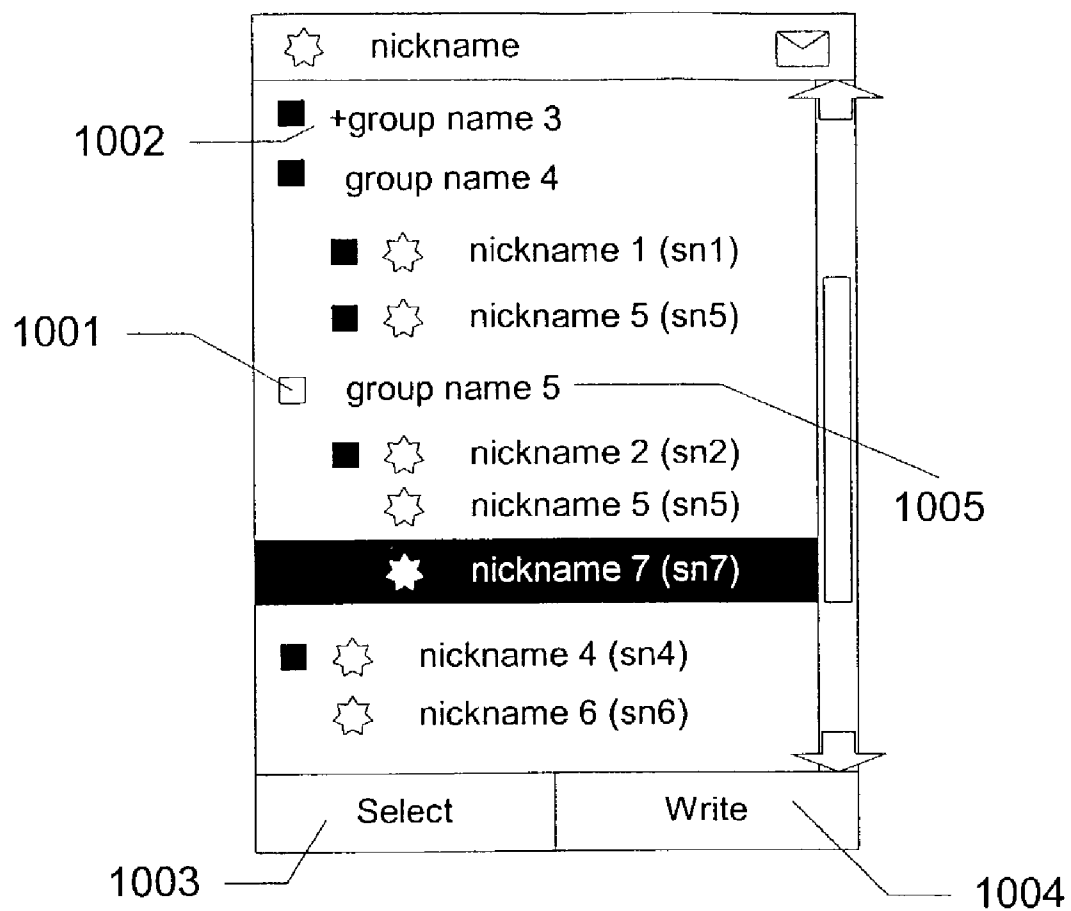 nickname
+group name 3
1002
group name 4
nickname 1 (sn1)
nickname 5 (sn5)
1001
group name 5
nickname 2 (sn2)
nickname 5 (sn5)
1005
nickname 7 (sn7)
nickname 4 (sn4)
nickname 6 (sn6)
Select Write
1003 1004